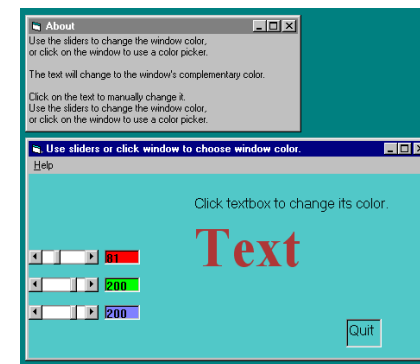 About
Use the sliders to change the window color,
or click on the window to use a color picker.
The text will change to the window's complementary color.
Click on the text to manually change it.
Use the sliders to change the window color,
or click on the window to use a color picker.
Use sliders or click window to choose window color.
Help
Click textbox to change its color.
Text
81
200
200
Quit